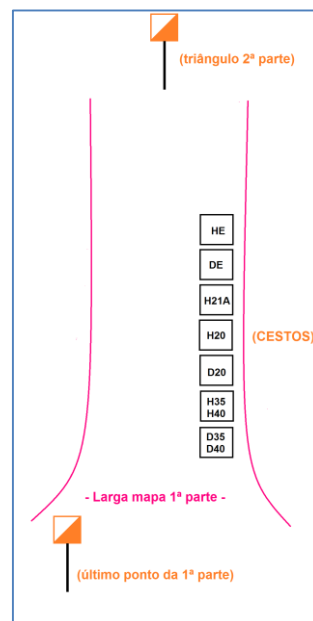 (triângulo 2ª parte)
HE
DE
H21A
H20
(CESTOS)
D20
H35
H40
D35
D40
- Larga mapa 1ª parte -
(último ponto da 1ª parte)